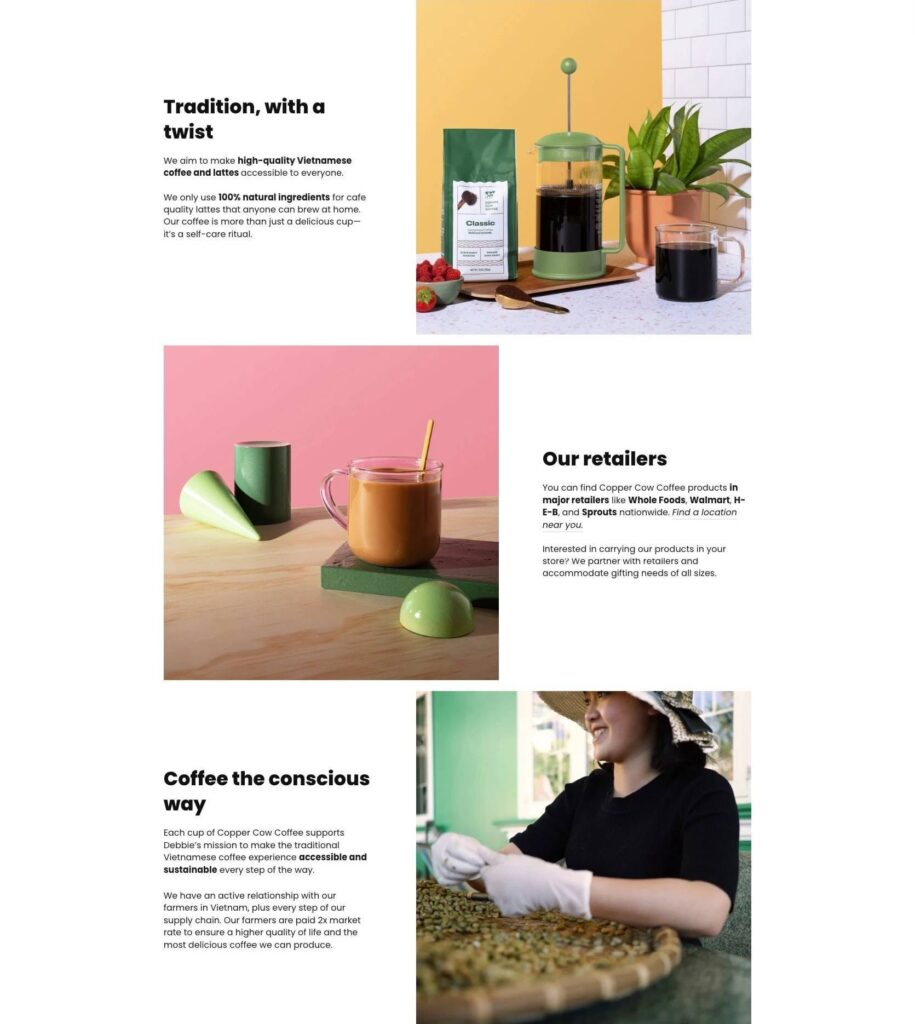 Tradition, with a
twist
We aim to make high-quality Vietnamese
coffee and lattes accessible to everyone.
We only use 100% natural ingredients for cafe
quality lattes that anyone can brew at home.
Our coffee is more than just a delicious cup—
it's a self-care ritual.
Classic
Our retailers
You can find Copper Cow Coffee products in
major retailers like Whole Foods, Walmart, H-
E-B, and Sprouts nationwide. Find a location
near you.
Interested in carrying our products in your
store? We partner with retailers and
accommodate gifting needs of all sizes.
Coffee the conscious
way
Each cup of Copper Cow Coffee supports
Debbie's mission to make the traditional
Vietnamese coffee experience accessible and
sustainable every step of the way.
We have an active relationship with our
farmers in Vietnam, plus every step of our
supply chain. Our farmers are paid 2x market
rate to ensure a higher quality of life and the
most delicious coffee we can produce.